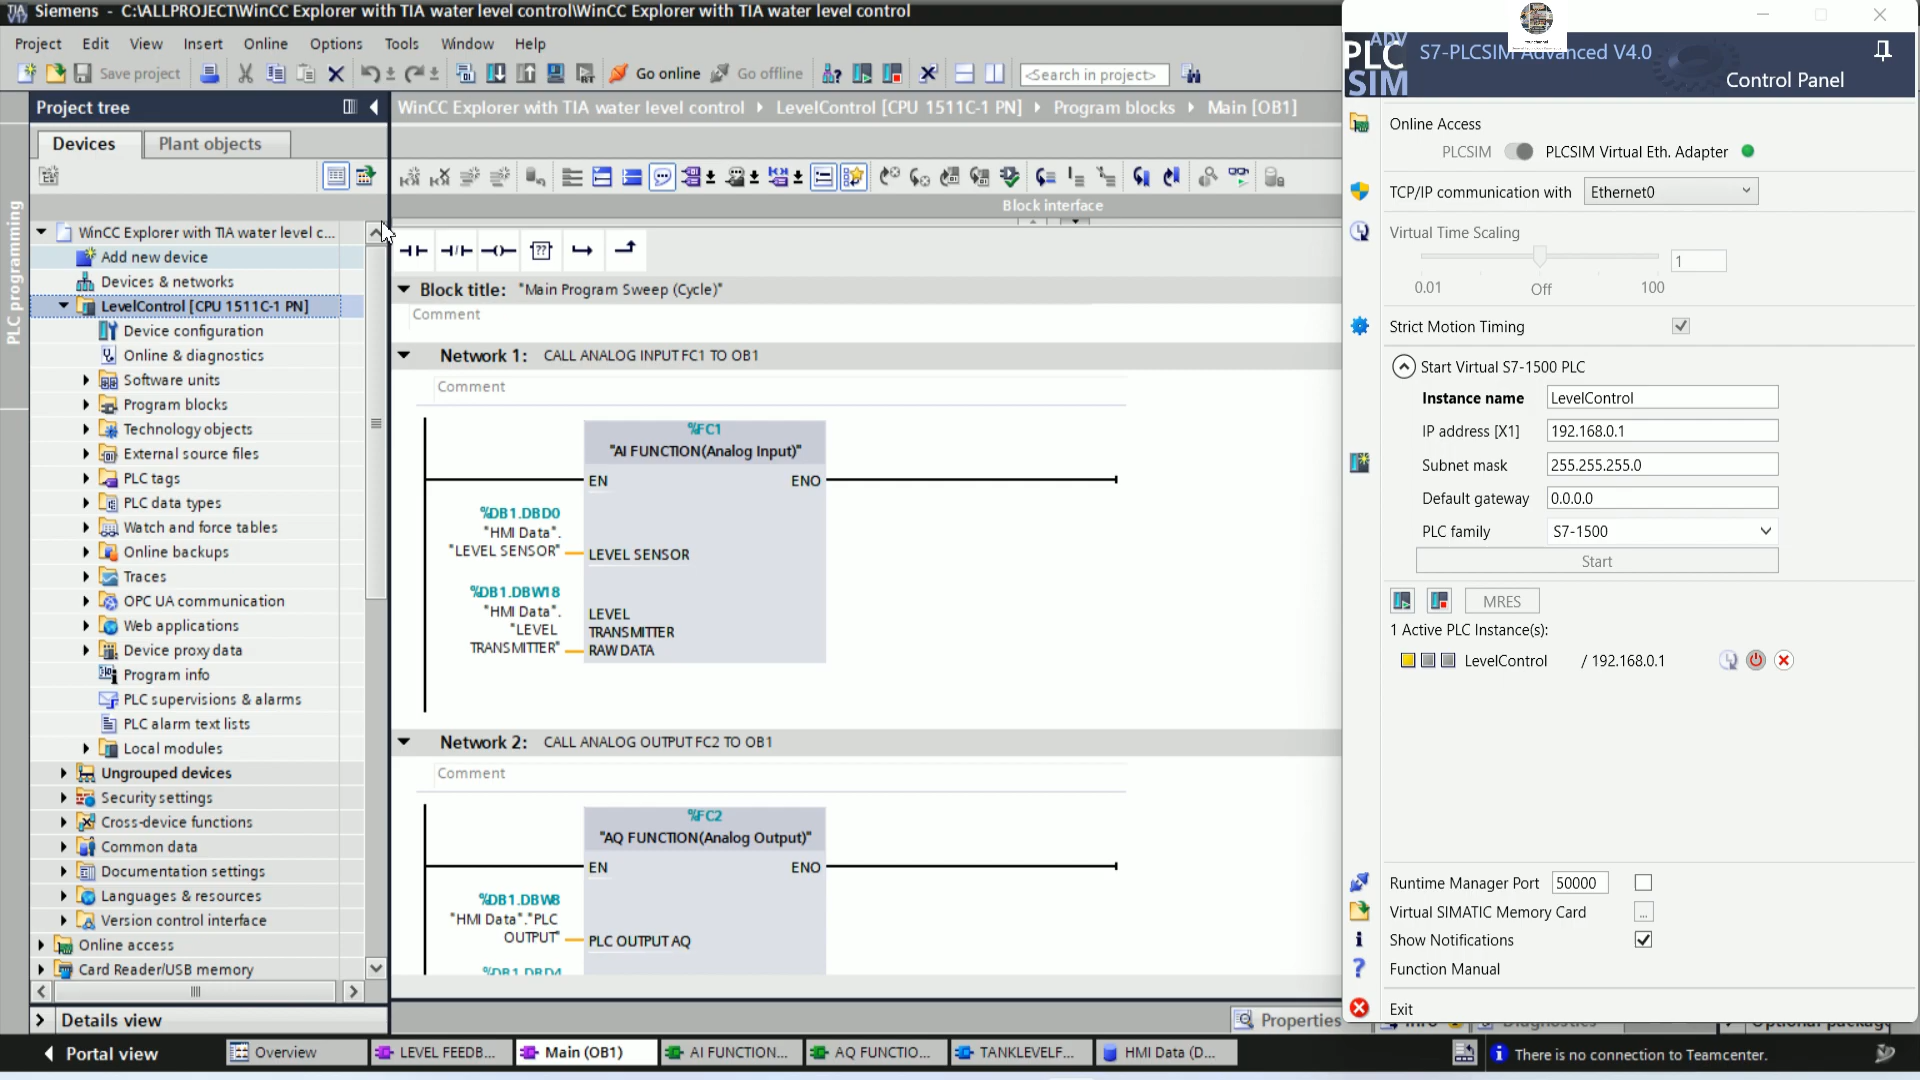 Siemens - C:\ALLPROJECT\WinCC Explorer with TIA water level control\WinCC Explorer with TIA water level control
Project Edit View Insert Online Options Tools Window Help
Save project
Go online
Go offline
<Search in project>
Project tree
WinCC Explorer with TIA water level control
LevelControl [CPU 1511C-1 PN]
Program blocks
Main [OB1]
Devices
Plant objects
PLC programming
Block interface
WinCC Explorer with TIA water level c...
Add new device
Devices & networks
LevelControl [CPU 1511C-1 PN]
Device configuration
Online & diagnostics
Software units
Program blocks
Technology objects
External source files
PLC tags
PLC data types
Watch and force tables
Online backups
Traces
OPC UA communication
Web applications
Device proxy data
Program info
PLC supervisions & alarms
PLC alarm text lists
Local modules
Ungrouped devices
Security settings
Cross-device functions
Common data
Documentation settings
Languages & resources
Version control interface
Online access
Card Reader/USB memory
Details view
??
Block title: "Main Program Sweep (Cycle)"
Comment
Network 1: CALL ANALOG INPUT FC1 TO OB1
Comment
%FC1
"AI FUNCTION(Analog Input)"
EN ENO
%DB1.DBD0
"HMI Data".
"LEVEL SENSOR"
LEVEL SENSOR
%DB1.DBW18
"HMI Data".
"LEVEL
TRANSMITTER"
LEVEL
TRANSMITTER
RAW DATA
Network 2: CALL ANALOG OUTPUT FC2 TO OB1
Comment
%FC2
"AQ FUNCTION(Analog Output)"
EN ENO
%DB1.DBW8
"HMI Data"."PLC
OUTPUT"
PLC OUTPUT AQ
%DB1.DBD4
Properties
Info
Diagnostics
Portal view
Overview
LEVEL FEEDB...
Main (OB1)
AI FUNCTION...
AQ FUNCTIO...
TANKLEVELF...
HMI Data (D...
There is no connection to Teamcenter.
PLC ADV
SIM
S7-PLCSIM Advanced V4.0
Control Panel
Online Access
PLCSIM
PLCSIM Virtual Eth. Adapter
TCP/IP communication with
Ethernet0
Virtual Time Scaling
1
0.01
Off
100
Strict Motion Timing
Start Virtual S7-1500 PLC
Instance name
LevelControl
IP address [X1]
192.168.0.1
Subnet mask
255.255.255.0
Default gateway
0.0.0.0
PLC family
S7-1500
Start
MRES
1 Active PLC Instance(s):
LevelControl / 192.168.0.1
Runtime Manager Port
50000
Virtual SIMATIC Memory Card
...
Show Notifications
Function Manual
Exit